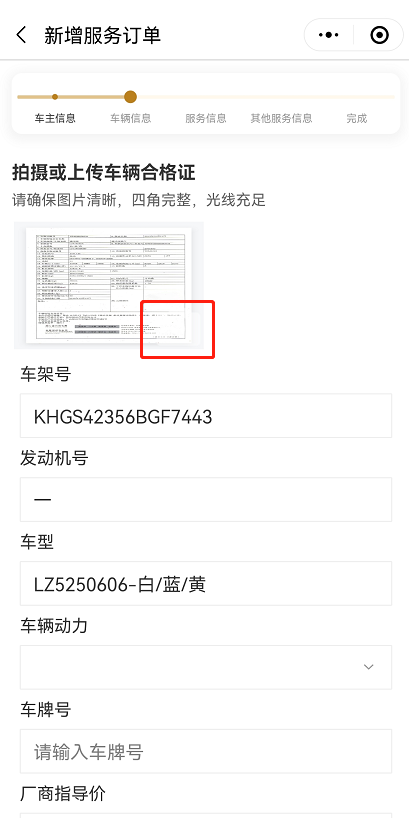 新增服务订单
车主信息 车辆信息 服务信息 其他服务信息 完成
拍摄或上传车辆合格证
请确保图片清晰，四角完整，光线充足
车架号
KHGS42356BGF7443
发动机号
—
车型
LZ5250606-白/蓝/黄
车辆动力
车牌号
请输入车牌号
厂商指导价